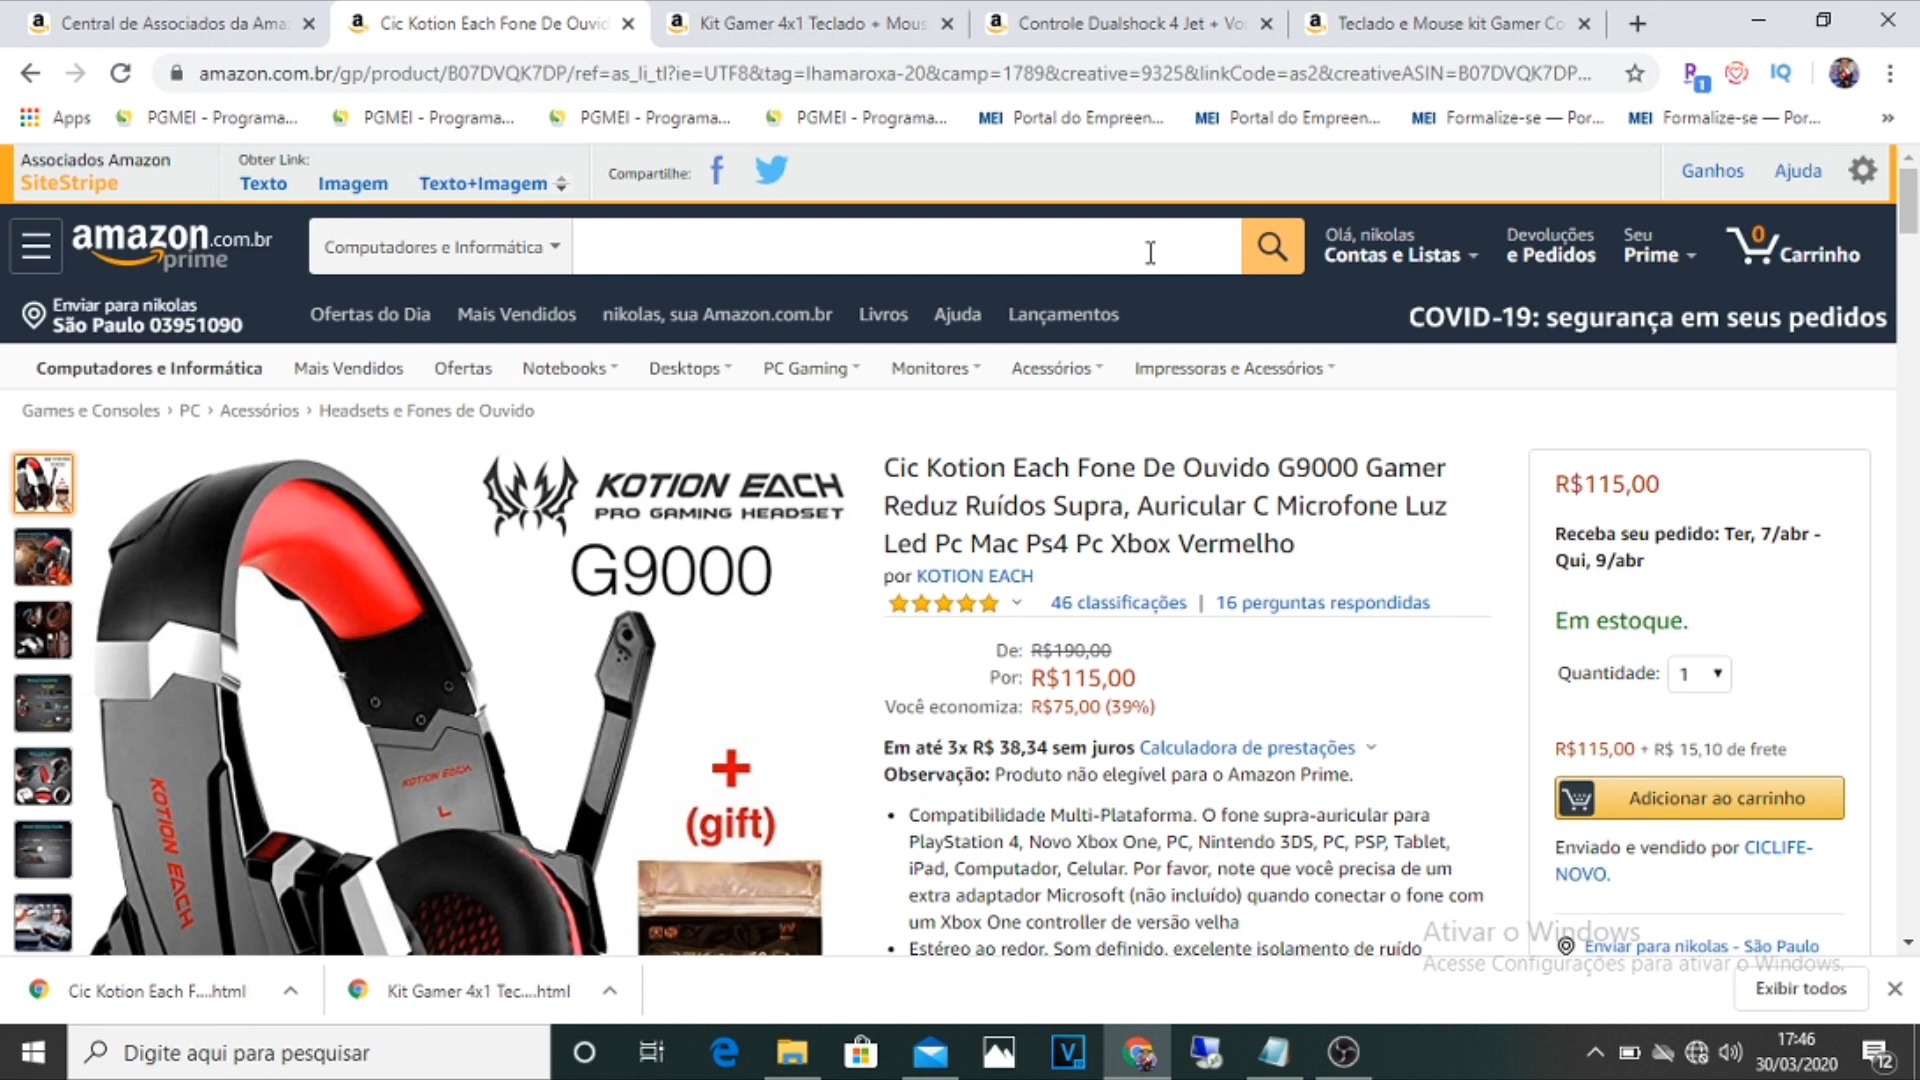 Central de Associados da Ama
Cic Kotion Each Fone De Ouvid
Kit Gamer 4x1 Teclado + Mous
Controle Dualshock 4 Jet + Vo
Teclado e Mouse kit Gamer Co
amazon.com.br/gp/product/B07DVQK7DP/ref=as_li_tl?ie=UTF8&tag=lhamaroxa-20&camp=1789&creative=9325&linkCode=as2&creativeASIN=B07DVQK7DP...
Apps PGMEI - Programa... PGMEI - Programa... PGMEI - Programa... PGMEI - Programa... MEI Portal do Empreen... MEI Portal do Empreen... MEI Formalize-se — Por... MEI Formalize-se — Por... »
Associados Amazon
SiteStripe
Obter Link:
Texto Imagem Texto+Imagem
Compartilhe:
Ganhos Ajuda
amazon.com.br
prime
Computadores e Informática
Olá, nikolas
Contas e Listas
Devoluções
e Pedidos
Seu
Prime
0
Carrinho
Enviar para nikolas
São Paulo 03951090
Ofertas do Dia Mais Vendidos nikolas, sua Amazon.com.br Livros Ajuda Lançamentos
COVID-19: segurança em seus pedidos
Computadores e Informática Mais Vendidos Ofertas Notebooks Desktops PC Gaming Monitores Acessórios Impressoras e Acessórios
Games e Consoles › PC › Acessórios › Headsets e Fones de Ouvido
KOTION EACH
PRO GAMING HEADSET
G9000
KOTION EACH
KOTION EACH
L
+
(gift)
Cic Kotion Each Fone De Ouvido G9000 Gamer
Reduz Ruídos Supra, Auricular C Microfone Luz
Led Pc Mac Ps4 Pc Xbox Vermelho
por KOTION EACH
46 classificações | 16 perguntas respondidas
De: R$190,00
Por: R$115,00
Você economiza: R$75,00 (39%)
Em até 3x R$ 38,34 sem juros Calculadora de prestações
Observação: Produto não elegível para o Amazon Prime.
• Compatibilidade Multi-Plataforma. O fone supra-auricular para
PlayStation 4, Novo Xbox One, PC, Nintendo 3DS, PC, PSP, Tablet,
iPad, Computador, Celular. Por favor, note que você precisa de um
extra adaptador Microsoft (não incluído) quando conectar o fone com
um Xbox One controller de versão velha
• Estéreo ao redor. Som definido, excelente isolamento de ruído
R$115,00
Receba seu pedido: Ter, 7/abr -
Qui, 9/abr
Em estoque.
Quantidade: 1
R$115,00 + R$ 15,10 de frete
Adicionar ao carrinho
Enviado e vendido por CICLIFE-
NOVO.
Enviar para nikolas - São Paulo
Ativar o Windows
Acesse Configurações para ativar o Windows.
Cic Kotion Each F....html
Kit Gamer 4x1 Tec....html
Exibir todos
Digite aqui para pesquisar
17:46
30/03/2020
12